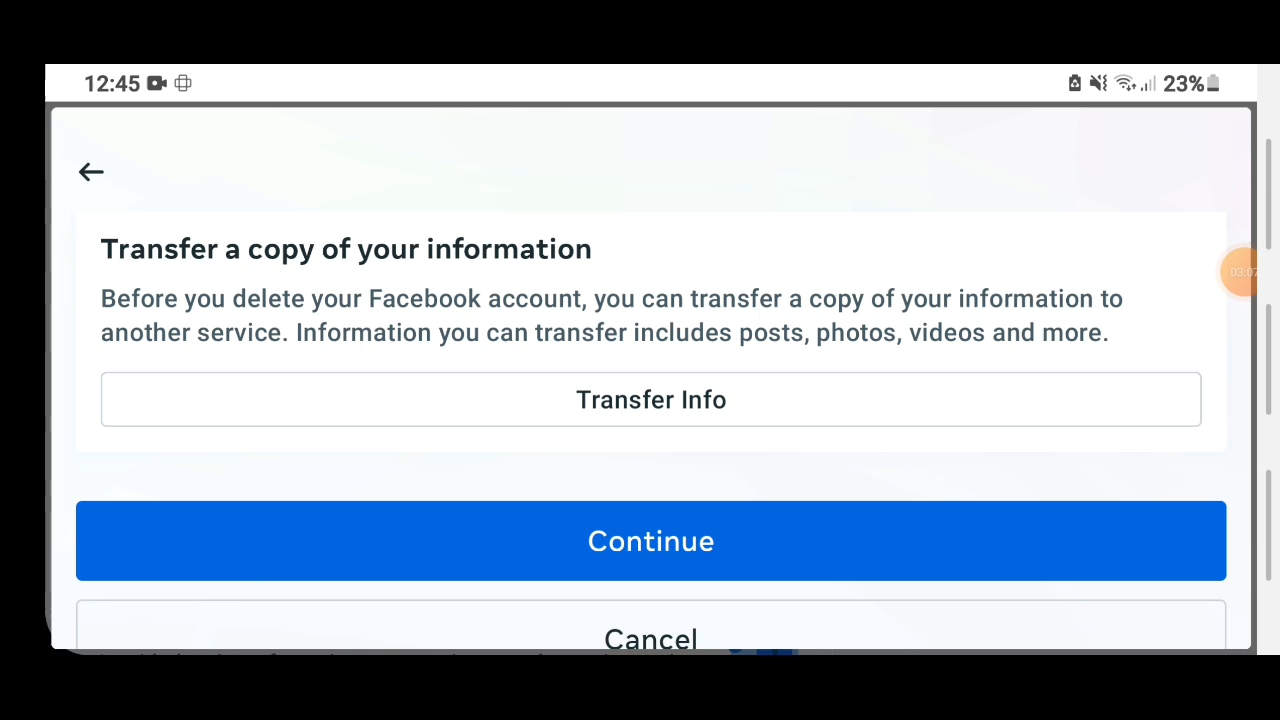 12:45
23%
Transfer a copy of your information
Before you delete your Facebook account, you can transfer a copy of your information to
another service. Information you can transfer includes posts, photos, videos and more.
Transfer Info
Continue
Cancel
03:07